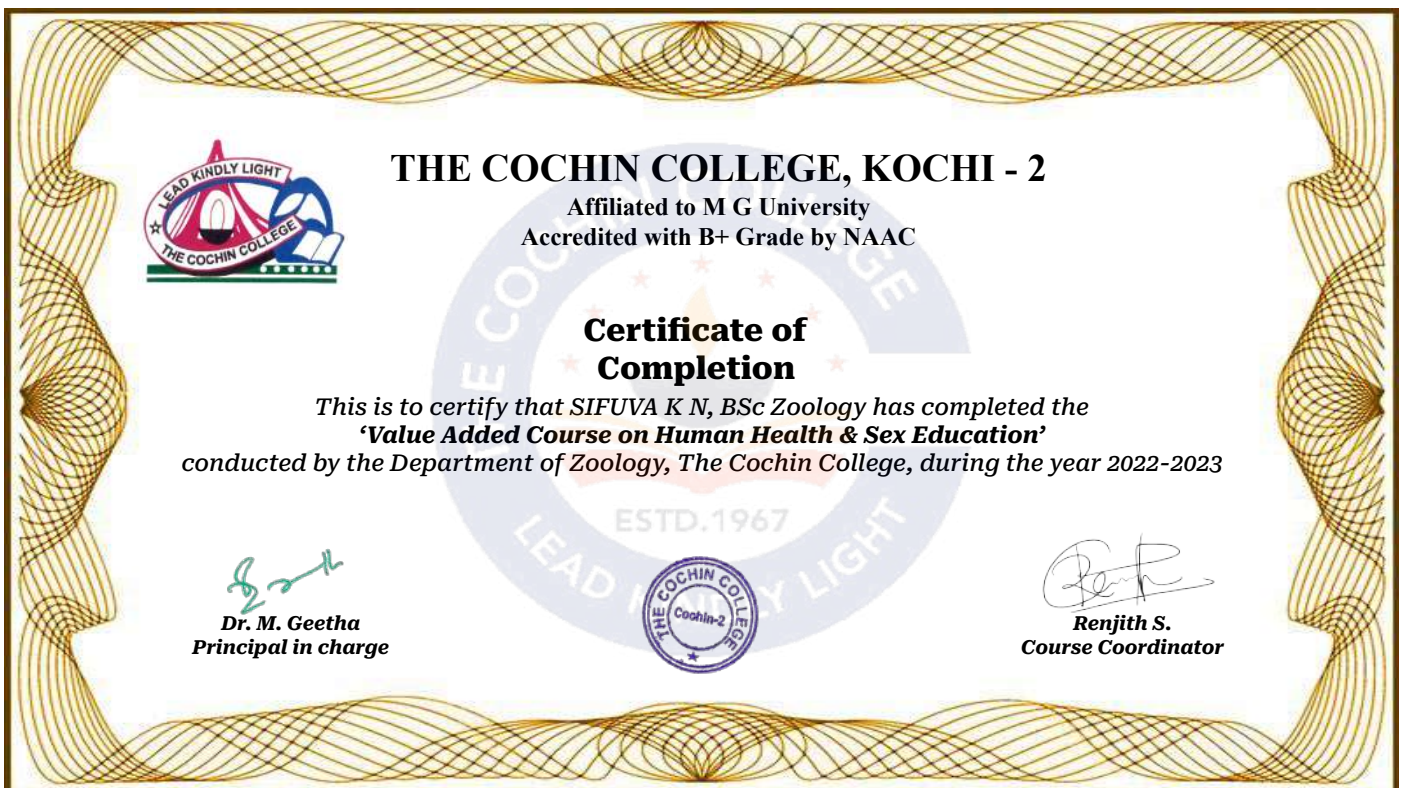 LEAD KINDLY LIGHT
THE COCHIN COLLEGE
THE COCHIN COLLEGE, KOCHI - 2
Affiliated to M G University
Accredited with B+ Grade by NAAC
Certificate of
Completion
This is to certify that SIFUVA K N, BSc Zoology has completed the
‘Value Added Course on Human Health & Sex Education’
conducted by the Department of Zoology, The Cochin College, during the year 2022-2023
THE COCHIN COLLEGE
ESTD.1967
LEAD KINDLY LIGHT
Dr. M. Geetha
Principal in charge
THE COCHIN COLLEGE
Cochin-2
Renjith S.
Course Coordinator